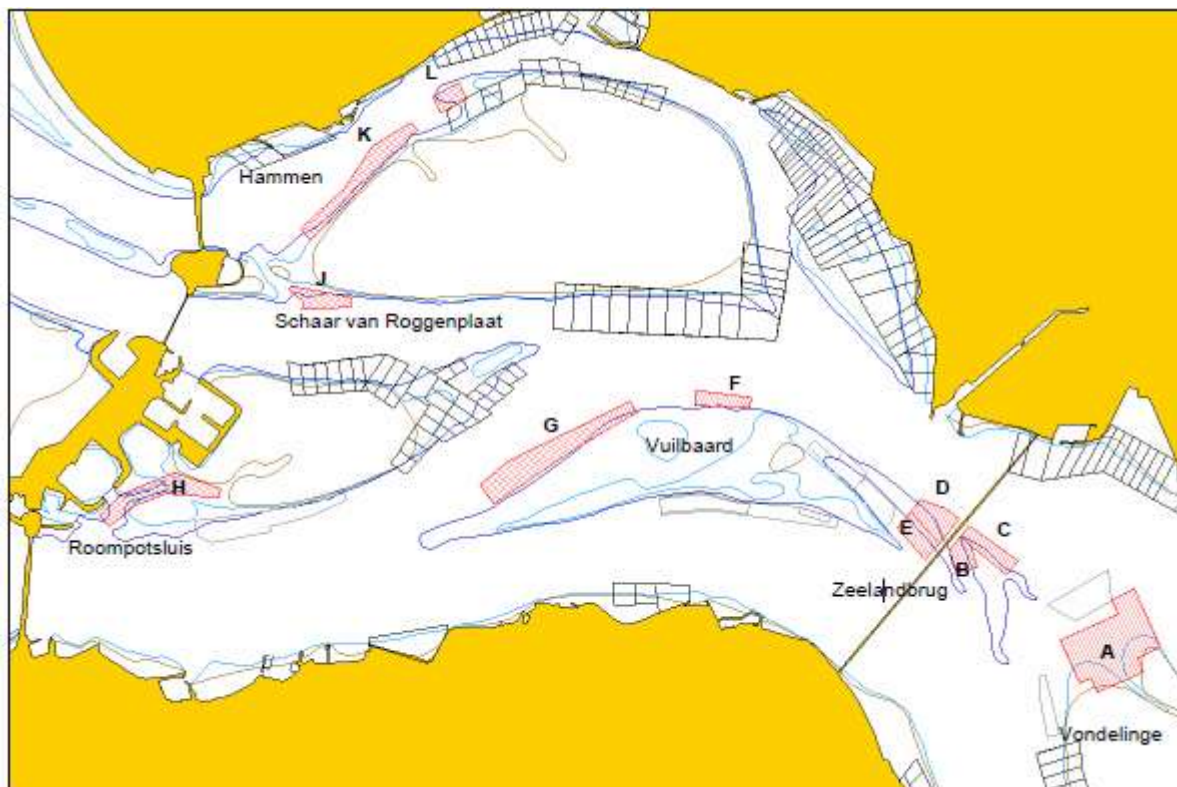 L
K
Hammen
J
Schaar van Roggenplaat
F
G
Vuilbaard
H
D
E
C
Roompotsluis
B
Zeelandbrug
A
Vondelinge